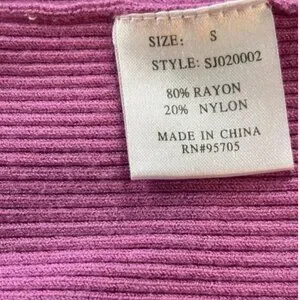 SIZE: S
STYLE: SJ020002
80% RAYON
20% NYLON
MADE IN CHINA
RN#95705